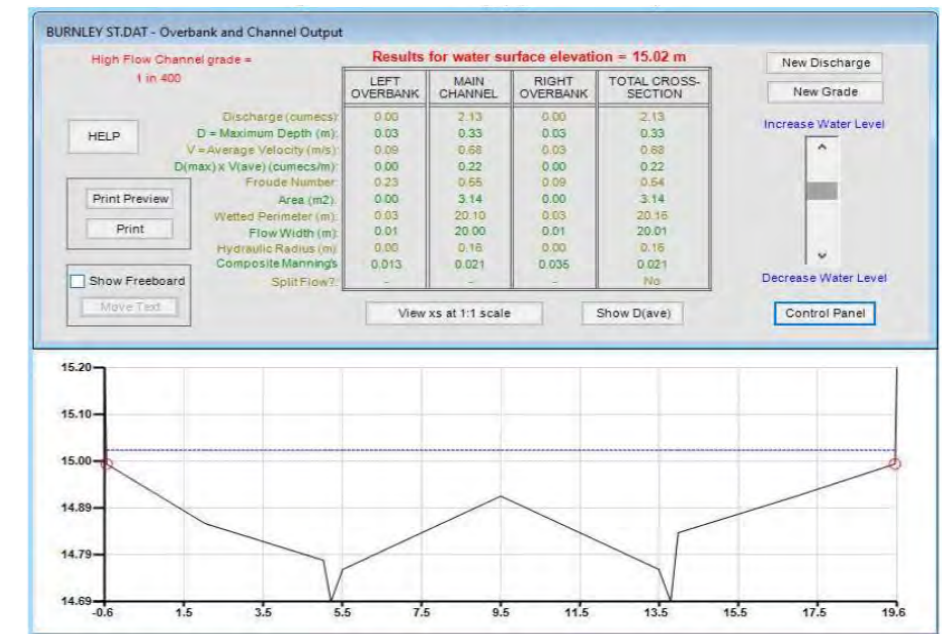 BURNLEY ST.DAT - Overbank and Channel Output
High Flow Channel grade =
1 in 400
Results for water surface elevation = 15.02 m
LEFT OVERBANK MAIN CHANNEL RIGHT OVERBANK TOTAL CROSS-SECTION
Discharge (cumecs): 0.00 2.13 0.00 2.13
D = Maximum Depth (m): 0.03 0.33 0.03 0.33
V = Average Velocity (m/s): 0.09 0.68 0.03 0.68
D(max) x V(ave) (cumecs/m): 0.00 0.22 0.00 0.22
Froude Number: 0.23 0.55 0.09 0.54
Area (m2): 0.00 3.14 0.00 3.14
Wetted Perimeter (m): 0.03 20.10 0.03 20.16
Flow Width (m): 0.01 20.00 0.01 20.01
Hydraulic Radius (m): 0.00 0.16 0.00 0.16
Composite Mannings 0.013 0.021 0.035 0.021
Split Flow?: - - - No
HELP
Print Preview
Print
Show Freeboard
Move Text
View xs at 1:1 scale
Show D(ave)
New Discharge
New Grade
Increase Water Level
Decrease Water Level
Control Panel
15.20
15.10
15.00
14.89
14.79
14.69
-0.6 1.5 3.5 5.5 7.5 9.5 11.5 13.5 15.5 17.5 19.6